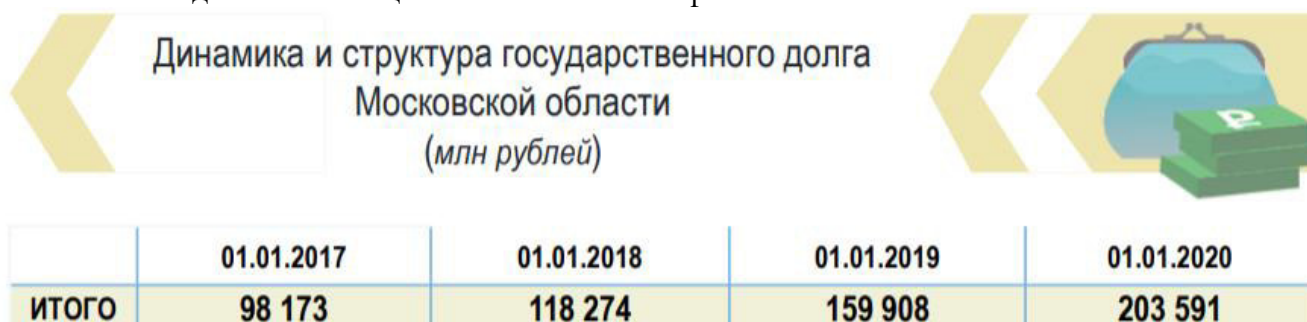 Динамика и структура государственного долга
Московской области
(млн рублей)
01.01.2017 01.01.2018 01.01.2019 01.01.2020
ИТОГО 98 173 118 274 159 908 203 591